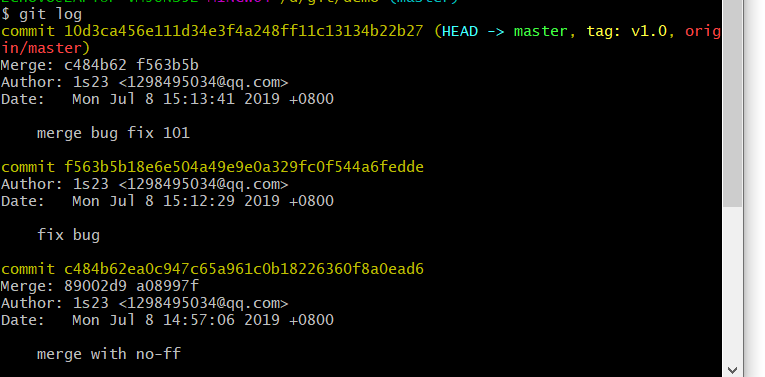 $ git log
commit 10d3ca456e111d34e3f4a248ff11c13134b22b27 (HEAD -> master, tag: v1.0, orig
in/master)
Merge: c484b62 f563b5b
Author: 1s23 <1298495034@qq.com>
Date:   Mon Jul 8 15:13:41 2019 +0800
    merge bug fix 101
commit f563b5b18e6e504a49e9e0a329fc0f544a6fedde
Author: 1s23 <1298495034@qq.com>
Date:   Mon Jul 8 15:12:29 2019 +0800
    fix bug
commit c484b62ea0c947c65a961c0b18226360f8a0ead6
Merge: 89002d9 a08997f
Author: 1s23 <1298495034@qq.com>
Date:   Mon Jul 8 14:57:06 2019 +0800
    merge with no-ff